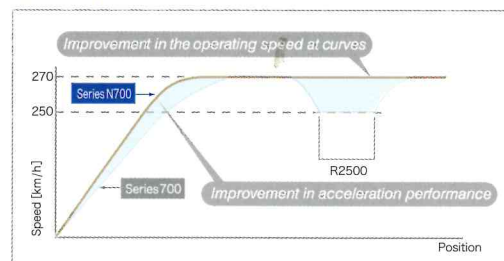 Improvement in the operating speed at curves
270
Series N700
250
Series 700
Improvement in acceleration performance
R2500
Speed [km/h]
Position